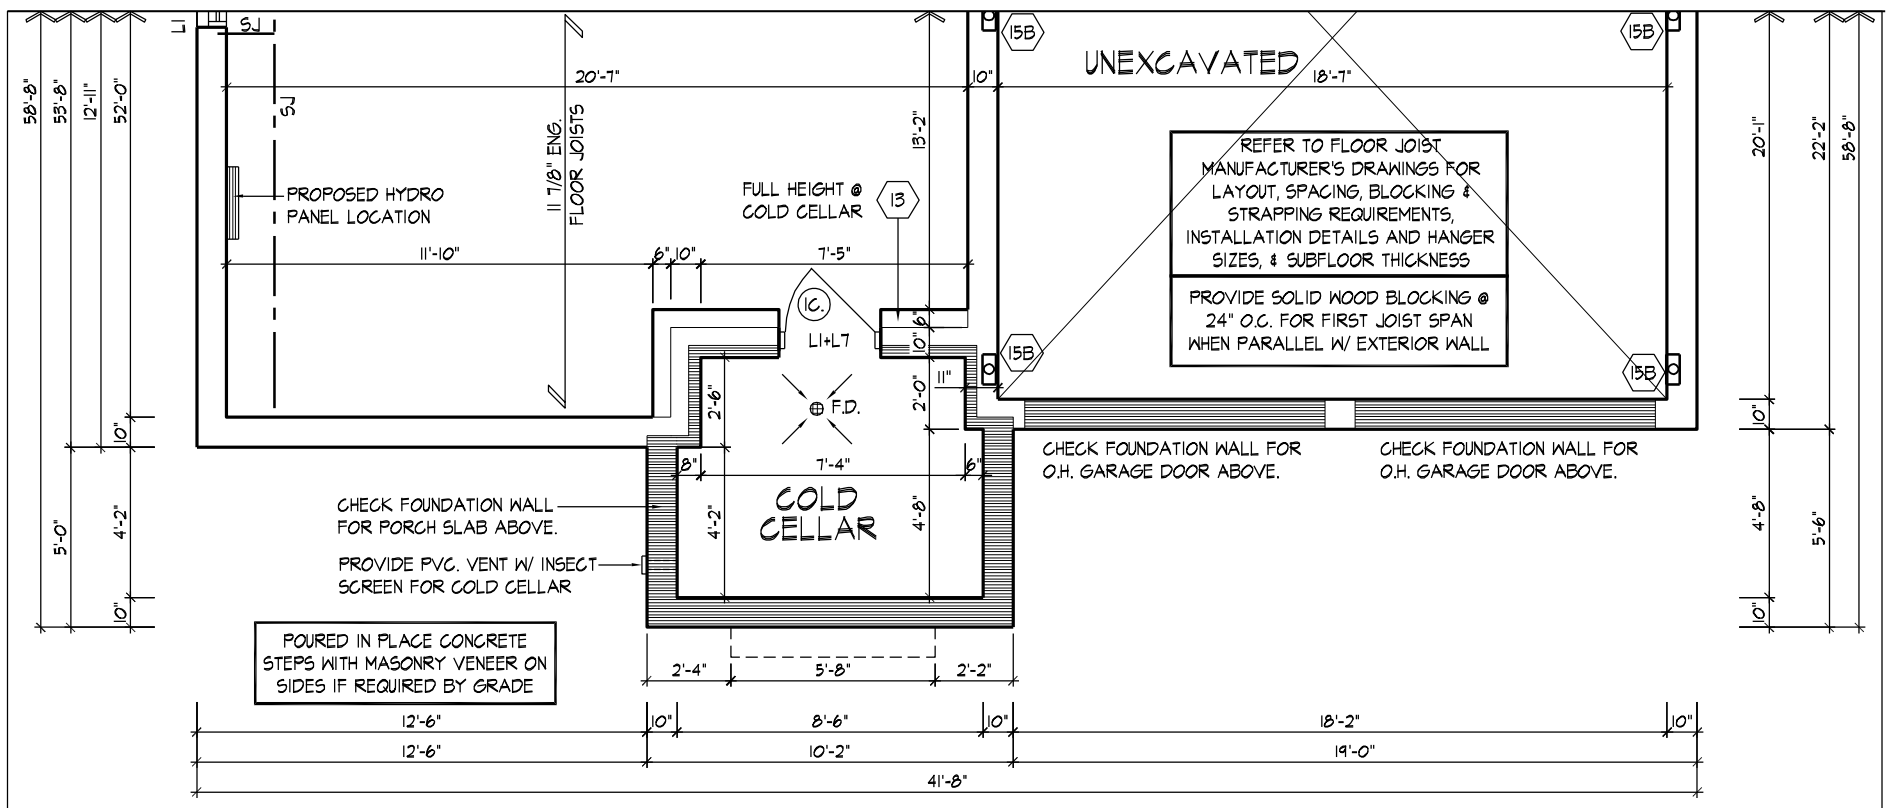 L1
SJ
15B
15B
UNEXCAVATED
20'-7"
10"
18'-7"
58'-8"
53'-8"
12'-11"
52'-0"
SJ
11 7/8" ENG.
FLOOR JOISTS
13'-2"
20'-1"
22'-2"
58'-8"
REFER TO FLOOR JOIST
MANUFACTURER'S DRAWINGS FOR
LAYOUT, SPACING, BLOCKING &
STRAPPING REQUIREMENTS,
INSTALLATION DETAILS AND HANGER
SIZES, & SUBFLOOR THICKNESS
PROPOSED HYDRO
PANEL LOCATION
FULL HEIGHT @
COLD CELLAR
13
11'-10"
6"
10"
7'-5"
PROVIDE SOLID WOOD BLOCKING @
24" O.C. FOR FIRST JOIST SPAN
WHEN PARALLEL W/ EXTERIOR WALL
1C.
L1+L7
6"
10"
15B
15B
11"
2'-6"
2'-0"
F.D.
10"
10"
CHECK FOUNDATION WALL FOR
O.H. GARAGE DOOR ABOVE.
CHECK FOUNDATION WALL FOR
O.H. GARAGE DOOR ABOVE.
8"
7'-4"
6"
COLD
CELLAR
CHECK FOUNDATION WALL
FOR PORCH SLAB ABOVE.
PROVIDE PVC. VENT W/ INSECT
SCREEN FOR COLD CELLAR
5'-0"
4'-2"
4'-2"
4'-8"
4'-8"
5'-6"
10"
10"
POURED IN PLACE CONCRETE
STEPS WITH MASONRY VENEER ON
SIDES IF REQUIRED BY GRADE
2'-4"
5'-8"
2'-2"
12'-6"
10"
8'-6"
10"
18'-2"
10"
12'-6"
10'-2"
19'-0"
41'-8"